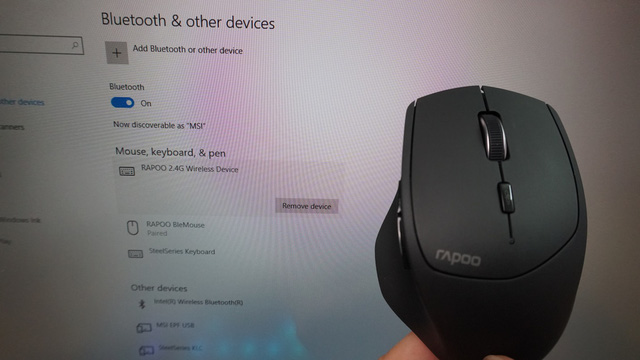 Bluetooth & other devices
Add Bluetooth or other device
Bluetooth
other devices
On
Now discoverable as "MSI"
Mouse, keyboard, & pen
RAPOO 2.4G Wireless Device
Remove device
RAPOO BleMouse
Paired
SteelSeries Keyboard
Other devices
Intel(R) Wireless Bluetooth(R)
MSI EPF USB
SteelSeries KLC
rapoo